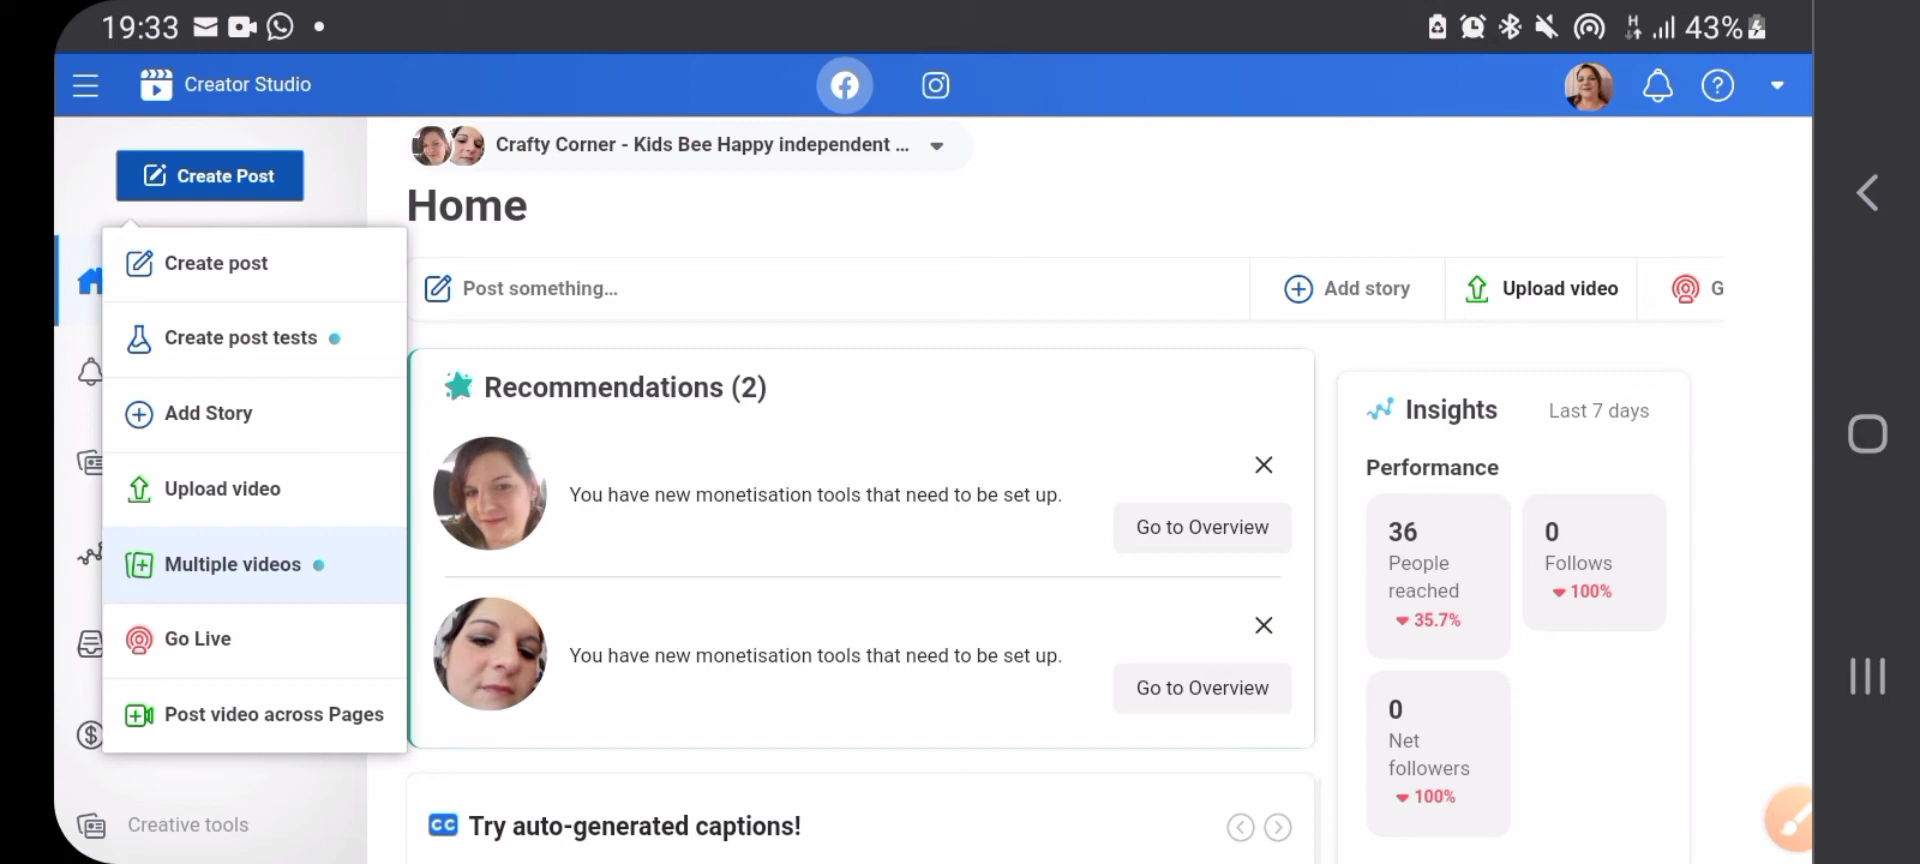 19:33
43%
Creator Studio
Create Post
Crafty Corner - Kids Bee Happy independent ...
Home
Create post
Create post tests
Add Story
Upload video
Multiple videos
Go Live
Post video across Pages
Creative tools
Post something...
Add story
Upload video
G
Recommendations (2)
You have new monetisation tools that need to be set up.
Go to Overview
You have new monetisation tools that need to be set up.
Go to Overview
CC Try auto-generated captions!
Insights
Last 7 days
Performance
36
People
reached
35.7%
0
Follows
100%
0
Net
followers
100%